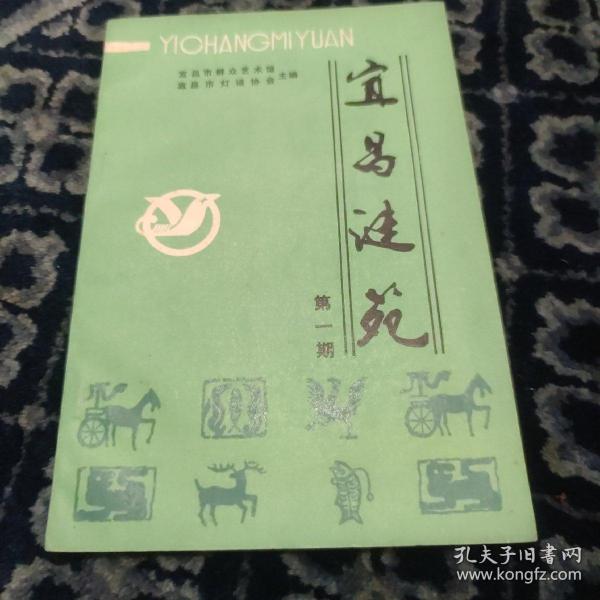 YICHANGMIYUAN
宜昌市群众艺术馆
宜昌市灯谜协会
主编
宜昌谜苑
第一期
孔夫子旧书网
www.kongfz.com